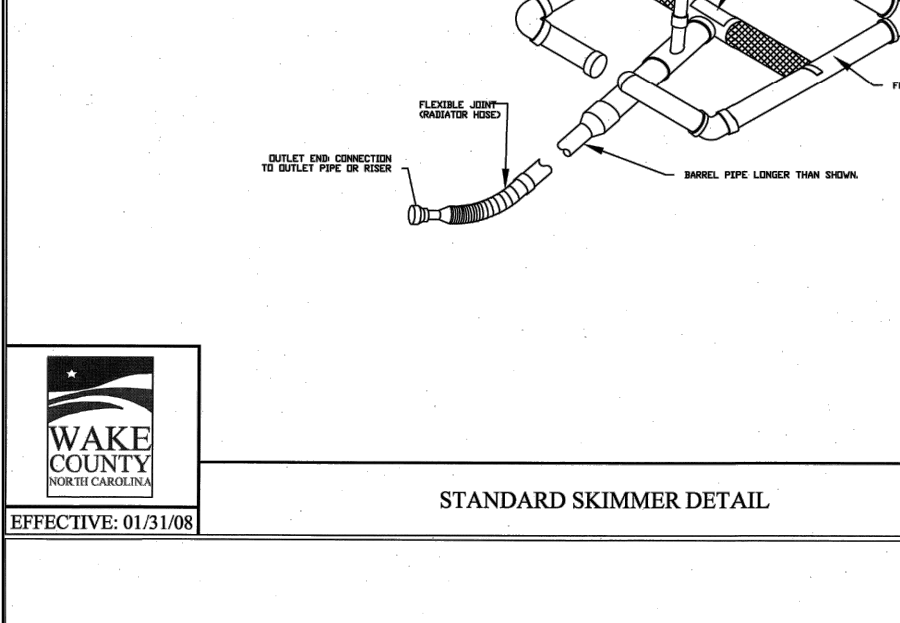 FLEXIBLE JOINT
(RADIATOR HOSE)
OUTLET END: CONNECTION
TO OUTLET PIPE OR RISER
BARREL PIPE LONGER THAN SHOWN.
WAKE
COUNTY
NORTH CAROLINA
EFFECTIVE: 01/31/08
STANDARD SKIMMER DETAIL